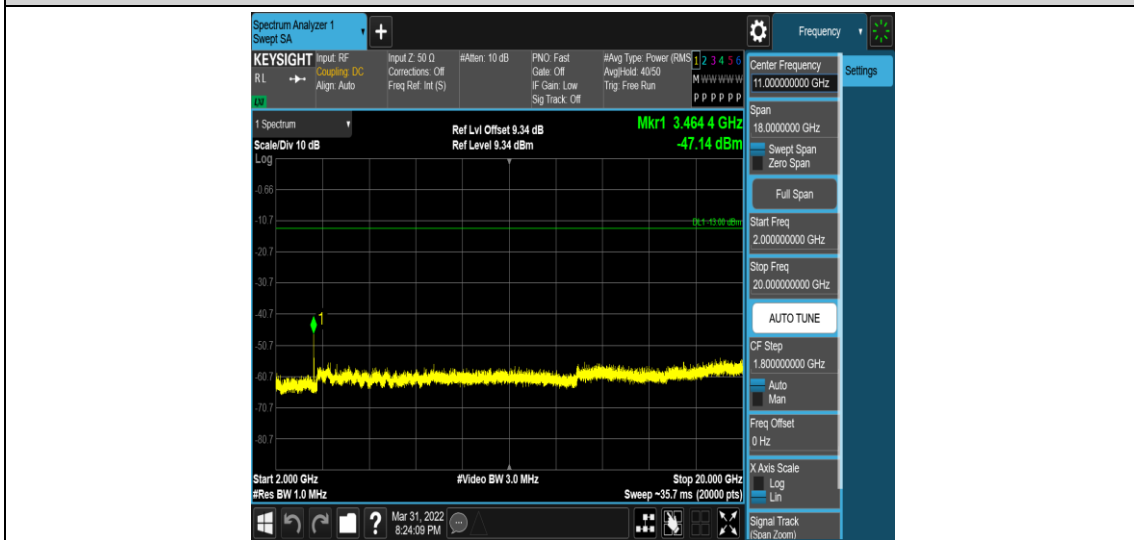 Spectrum Analyzer 1
Swept SA
+
Frequency
KEYSIGHT
RL
LXI
Input: RF
Coupling: DC
Align: Auto
Input Z: 50 Ω
Corrections: Off
Freq Ref: Int (S)
#Atten: 10 dB
PNO: Fast
Gate: Off
IF Gain: Low
Sig Track: Off
#Avg Type: Power (RMS
Avg|Hold: 40/50
Trig: Free Run
1 2 3 4 5 6
M W W W W W
P P P P P P
1 Spectrum
Scale/Div 10 dB
Log
Ref Lvl Offset 9.34 dB
Ref Level 9.34 dBm
Mkr1 3.464 4 GHz
-47.14 dBm
-0.66
-10.7
DL1 -13.00 dBm
-20.7
-30.7
-40.7
1
-50.7
-60.7
-70.7
-80.7
Start 2.000 GHz
#Res BW 1.0 MHz
#Video BW 3.0 MHz
Stop 20.000 GHz
Sweep ~35.7 ms (20000 pts)
Center Frequency
11.000000000 GHz
Settings
Span
18.0000000 GHz
Swept Span
Zero Span
Full Span
Start Freq
2.000000000 GHz
Stop Freq
20.000000000 GHz
AUTO TUNE
CF Step
1.800000000 GHz
Auto
Man
Freq Offset
0 Hz
X Axis Scale
Log
Lin
Signal Track
(Span Zoom)
?
Mar 31, 2022
8:24:09 PM